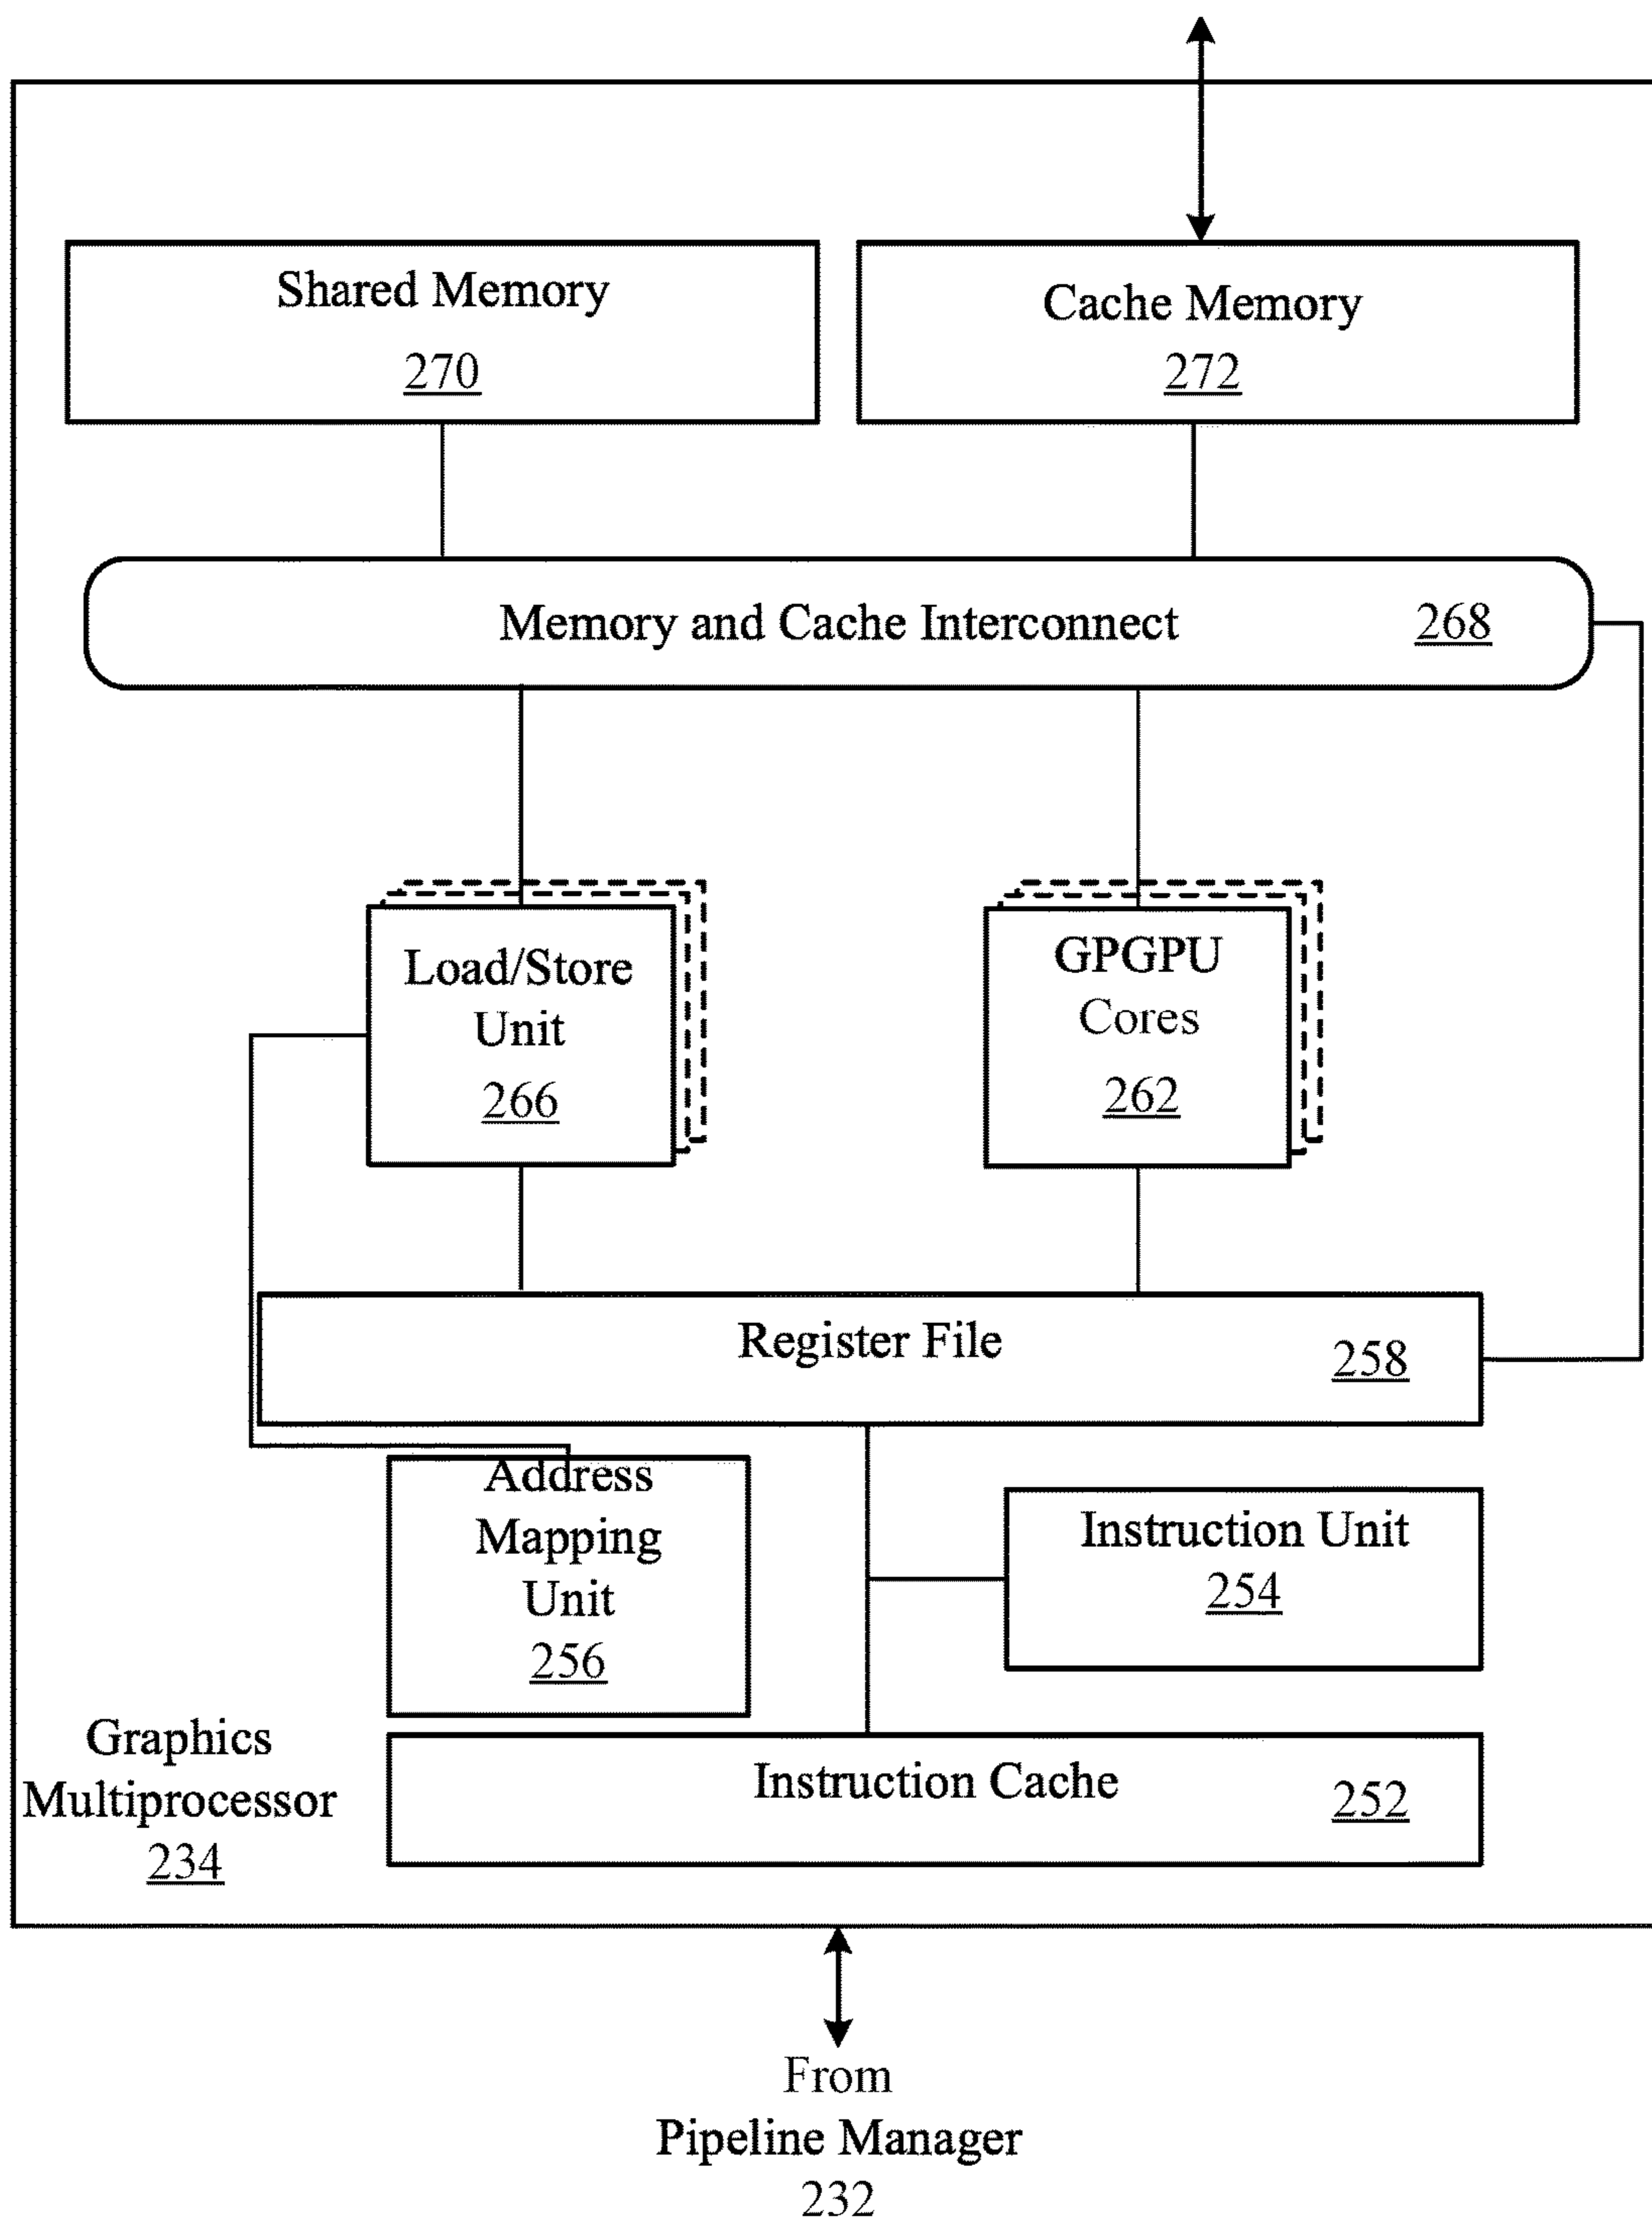 Shared Memory
270
Cache Memory
272
Memory and Cache Interconnect 268
Load/Store
Unit
266
GPGPU
Cores
262
Register File 258
Address
Mapping
Unit
256
Instruction Unit
254
Graphics
Multiprocessor
234
Instruction Cache 252
From
Pipeline Manager
232